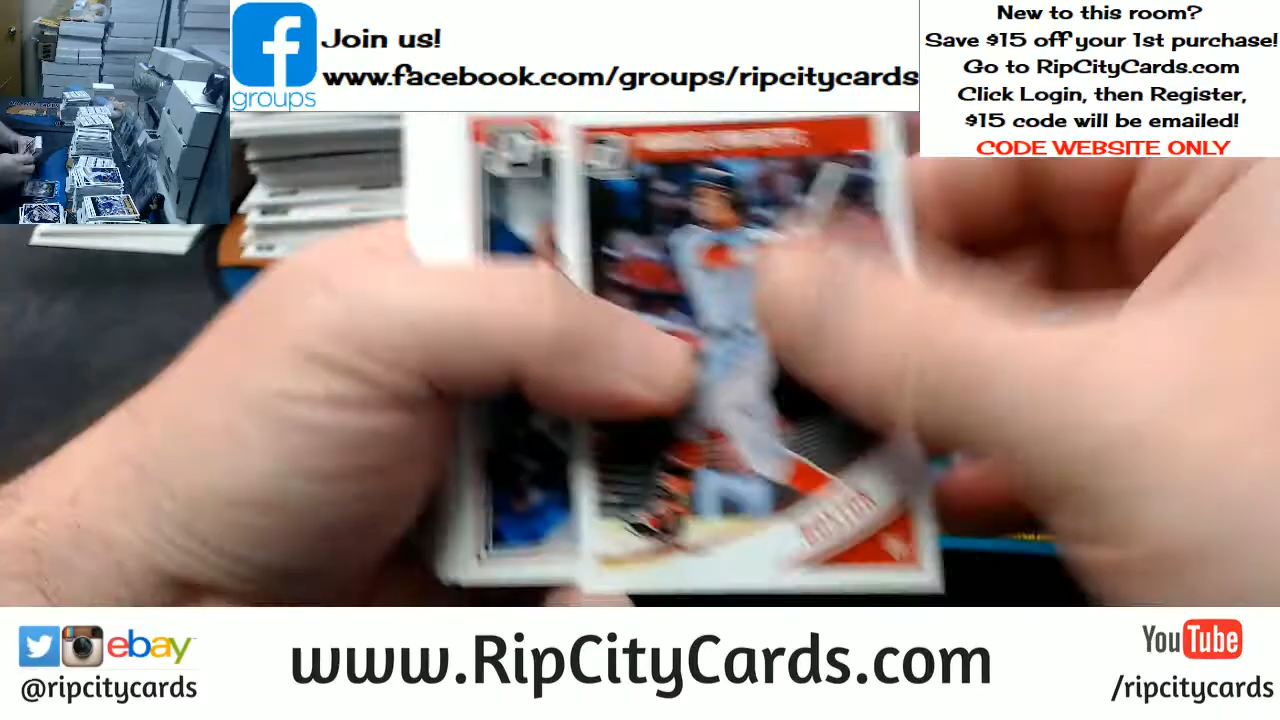 Join us!
www.facebook.com/groups/ripcitycards
groups
New to this room?
Save $15 off your 1st purchase!
Go to RipCityCards.com
Click Login, then Register,
$15 code will be emailed!
CODE WEBSITE ONLY
BOSTON
ebay
@ripcitycards
www.RipCityCards.com
YouTube
/ripcitycards